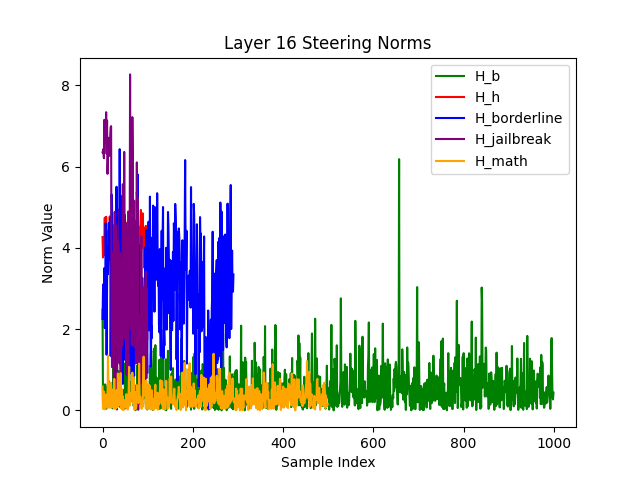 Layer 16 Steering Norms
H_b
H_h
H_borderline
H_jailbreak
H_math
Norm Value
8
6
4
2
0
0 200 400 600 800 1000
Sample Index